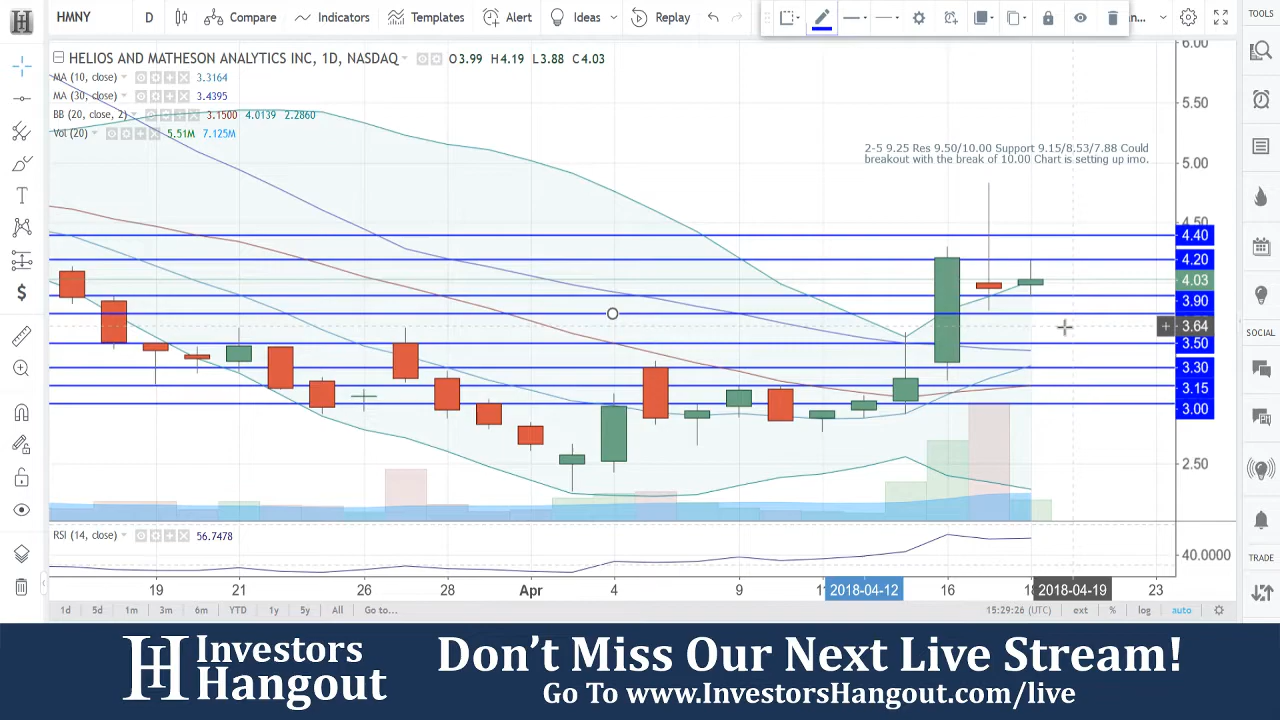 HMNY D Compare Indicators Templates Alert Ideas Replay n...
HELIOS AND MATHESON ANALYTICS INC, 1D, NASDAQ O3.99 H4.19 L3.88 C4.03
MA (10, close) 3.3164
MA (30, close) 3.4395
BB (20, close, 2) 3.1500 4.0139 2.2860
Vol (20) 5.51M 7.125M
2-5 9.25 Res 9.50/10.00 Support 9.15/8.53/7.88 Could
breakout with the break of 10.00 Chart is setting up imo.
6.00
5.50
5.00
4.50
4.40
4.20
4.03
3.90
3.64
3.50
3.30
3.15
3.00
2.50
RSI (14, close) 56.7478
40.0000
19 21 26 28 Apr 4 9 11 2018-04-12 16 18 2018-04-19 23
1d 5d 1m 3m 6m YTD 1y 5y All Go to... 15:29:26 (UTC) ext % log auto
TOOLS
SOCIAL
TRADE
Investors
Hangout
Don't Miss Our Next Live Stream!
Go To www.InvestorsHangout.com/live